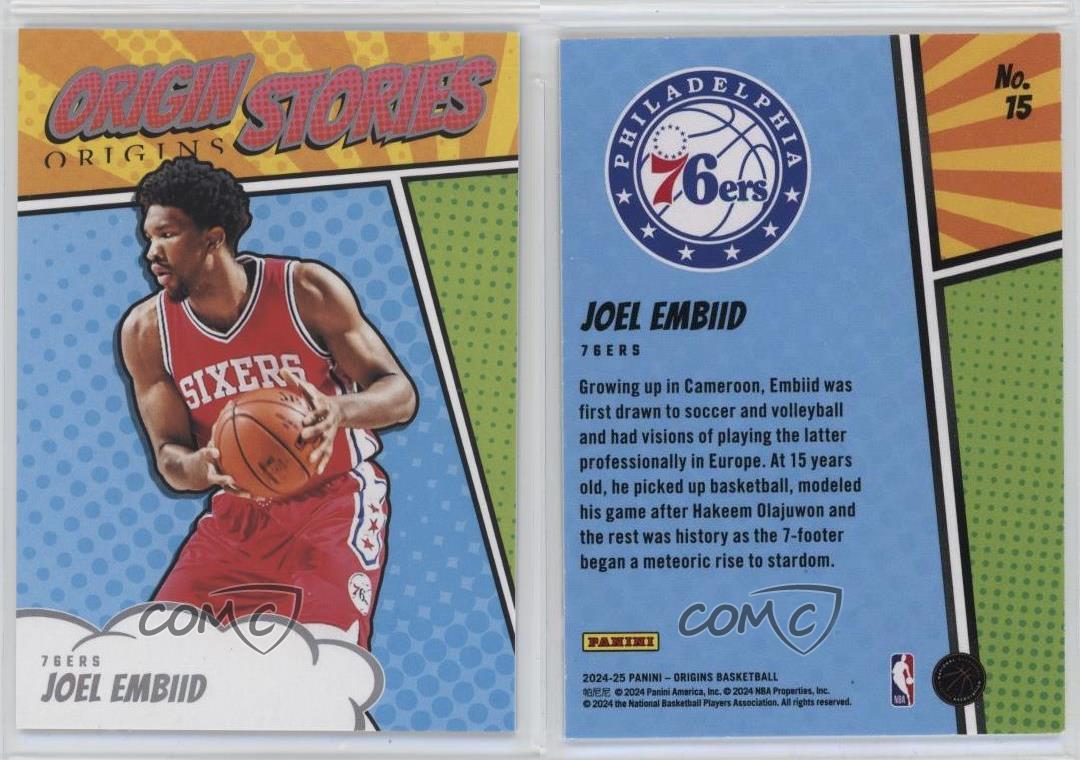 ORIGIN STORIES
ORIGINS
SIXERS
76
COMC
76ERS
JOEL EMBIID
No.
15
PHILADELPHIA
76ers
JOEL EMBIID
76ERS
Growing up in Cameroon, Embiid was
first drawn to soccer and volleyball
and had visions of playing the latter
professionally in Europe. At 15 years
old, he picked up basketball, modeled
his game after Hakeem Olajuwon and
the rest was history as the 7-footer
began a meteoric rise to stardom.
COMC
PANINI
2024-25 PANINI – ORIGINS BASKETBALL
帕尼尼 © 2024 Panini America, Inc. © 2024 NBA Properties, Inc.
© 2024 the National Basketball Players Association. All rights reserved.
NBA